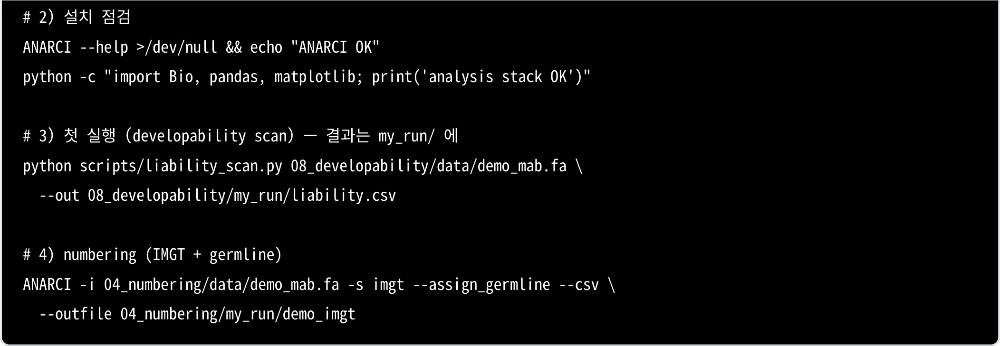 # 2) 설치 점검
ANARCI --help >/dev/null && echo "ANARCI OK"
python -c "import Bio, pandas, matplotlib; print('analysis stack OK')"
# 3) 첫 실행 (developability scan) — 결과는 my_run/ 에
python scripts/liability_scan.py 08_developability/data/demo_mab.fa \
  --out 08_developability/my_run/liability.csv
# 4) numbering (IMGT + germline)
ANARCI -i 04_numbering/data/demo_mab.fa -s imgt --assign_germline --csv \
  --outfile 04_numbering/my_run/demo_imgt